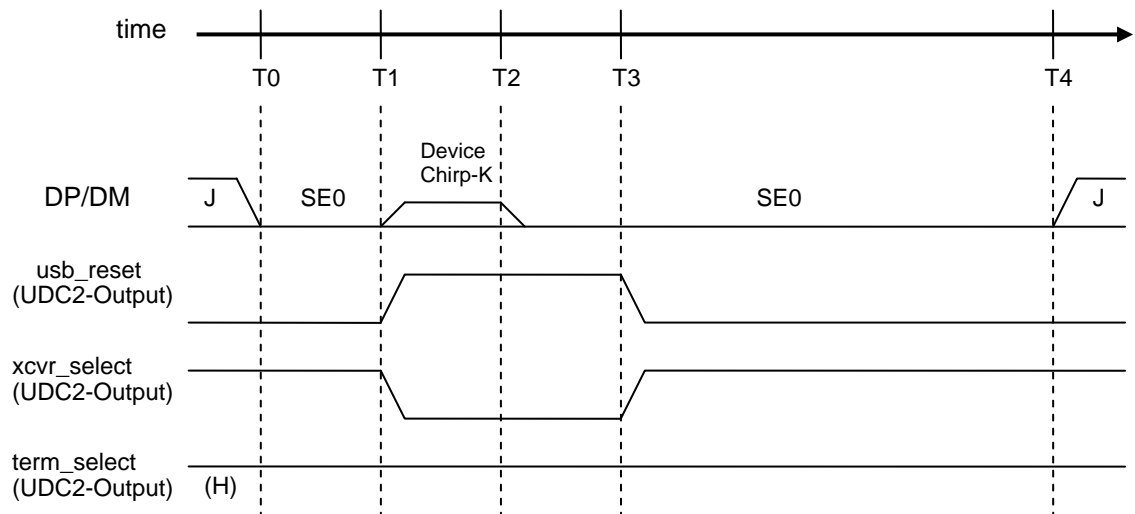 time
T0 T1 T2 T3 T4
Device
Chirp-K
DP/DM J SE0 SE0 J
usb_reset
(UDC2-Output)
xcvr_select
(UDC2-Output)
term_select
(UDC2-Output) (H)